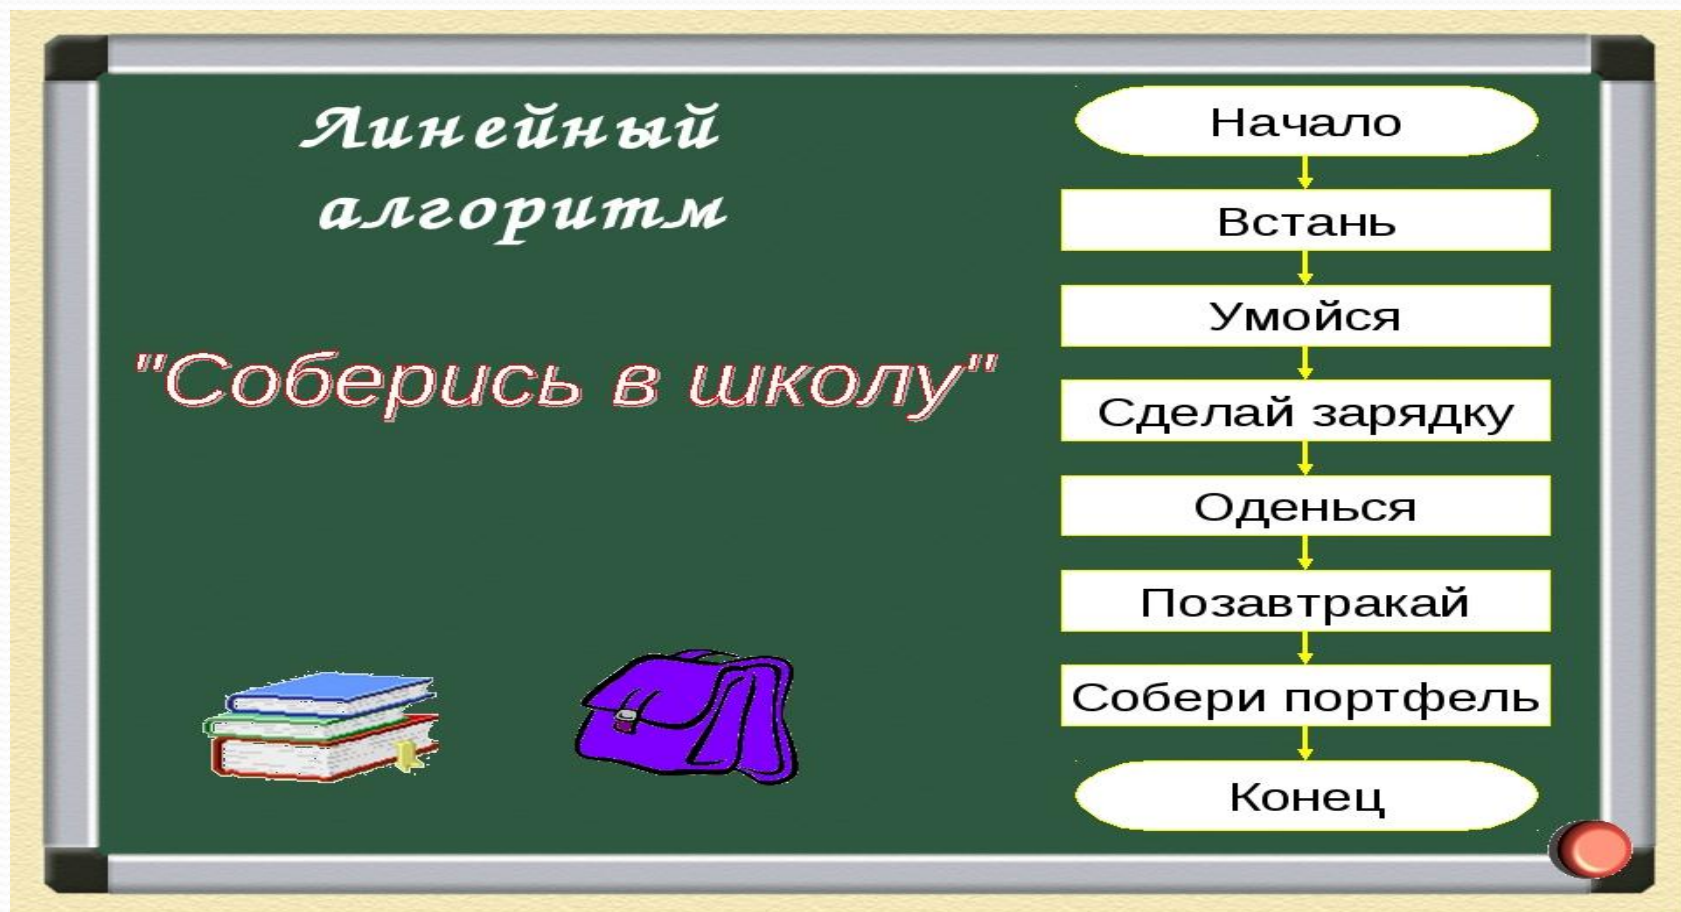 Линейный
алгоритм
"Соберись в школу"
Начало
Встань
Умойся
Сделай зарядку
Оденься
Позавтракай
Собери портфель
Конец